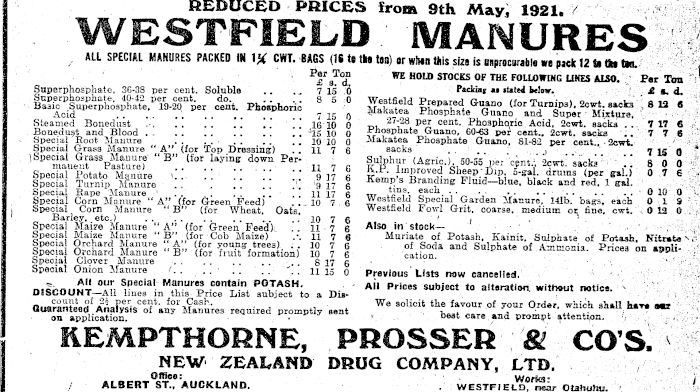 REDUCED PRICES from 9th May, 1921.
WESTFIELD MANURES
ALL SPECIAL MANURES PACKED IN 1¼ CWT. BAGS (16 to the ton) or when this size is unprocurable we pack 12 to the ton.
Per Ton
£ s. d.
Superphosphate, 36-38 per cent. Soluble .. 7 15 0
Superphosphate, 40-42 per cent. do. .. 8 5 0
Basic Superphosphate, 19-20 per cent. Phosphoric
Acid .. 7 15 0
Steamed Bonedust .. 16 10 0
Bonedust and Blood .. 15 10 0
Special Root Manure .. 10 10 0
Special Grass Manure "A" (for Top Dressing) .. 11 7 6
Special Grass Manure "B" (for laying down Per-
manent Pasture) .. 11 7 6
Special Potato Manure .. 9 17 6
Special Turnip Manure .. 9 17 6
Special Rape Manure .. 11 17 6
Special Corn Manure "A" (for Green Feed) .. 10 7 6
Special Corn Manure "B" (for Wheat, Oats,
Barley, etc.) .. 10 7 6
Special Maize Manure "A" (for Green Feed) .. 11 7 6
Special Maize Manure "B" (for Cob Maize) .. 11 7 6
Special Orchard Manure "A" (for young trees) .. 10 7 6
Special Orchard Manure "B" (for fruit formation) 10 7 6
Special Clover Manure .. 8 17 6
Special Onion Manure .. 11 15 0
All our Special Manures contain POTASH.
DISCOUNT—All lines in this Price List subject to a Dis-
count of 2½ per cent. for Cash.
Guaranteed Analysis of any Manures required promptly sent
on application.
WE HOLD STOCKS OF THE FOLLOWING LINES ALSO.
Packing as stated below.
Per Ton
£ s. d.
Westfield Prepared Guano (for Turnips), 2cwt. sacks 8 12 6
Makatea Phosphate Guano and Super Mixture,
27-28 per cent. Phosphoric Acid, 2cwt. sacks .. 7 17 6
Phosphate Guano, 60-63 per cent., 2cwt. sacks .. 7 7 6
Makatea Phosphate Guano, 81-82 per cent., 2cwt.
sacks .. 7 15 0
Sulphur (Agric.), 50-55 per cent.; 2cwt. sacks .. 8 0 0
K.P. Improved Sheep Dip, 5-gal. drums (per gal.) 0 7 6
Kemp's Branding Fluid—blue, black and red, 1 gal.
tins, each .. 0 10 0
Westfield Special Garden Manure, 14lb. bags, each 0 1 9
Westfield Fowl Grit, coarse, medium or fine, cwt. 0 12 0
Also in stock—
Muriate of Potash, Kainit, Sulphate of Potash, Nitrate
of Soda and Sulphate of Ammonia. Prices on appli-
cation.
Previous Lists now cancelled.
All Prices subject to alteration without notice.
We solicit the favour of your Order, which shall have our
best care and prompt attention.
KEMPTHORNE, PROSSER & CO'S.
NEW ZEALAND DRUG COMPANY, LTD.
Office:
ALBERT ST., AUCKLAND.
Works:
WESTFIELD, near Otahuhu.